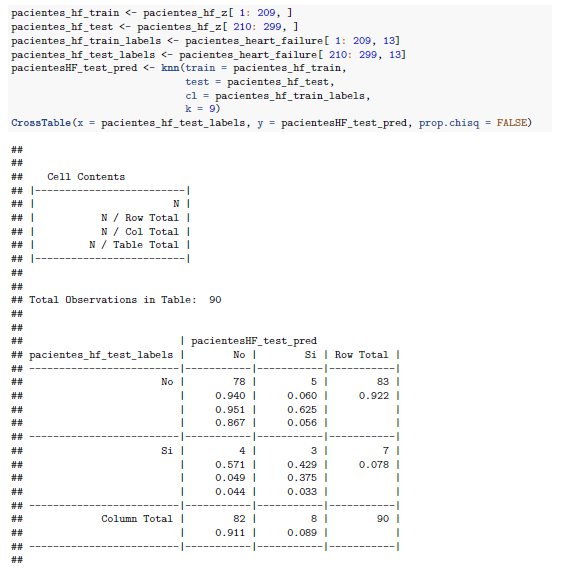 pacientes_hf_train <- pacientes_hf_z[ 1: 209, ]
pacientes_hf_test <- pacientes_hf_z[ 210: 299, ]
pacientes_hf_train_labels <- pacientes_heart_failure[ 1: 209, 13]
pacientes_hf_test_labels <- pacientes_heart_failure[ 210: 299, 13]
pacientesHF_test_pred <- knn(train = pacientes_hf_train,
                             test = pacientes_hf_test,
                             cl = pacientes_hf_train_labels,
                             k = 9)
CrossTable(x = pacientes_hf_test_labels, y = pacientesHF_test_pred, prop.chisq = FALSE)
##
##
##    Cell Contents
## |-------------------------|
## |                       N |
## |           N / Row Total |
## |           N / Col Total |
## |         N / Table Total |
## |-------------------------|
##
##
## Total Observations in Table:  90
##
##
##                          | pacientesHF_test_pred
## pacientes_hf_test_labels |        No |        Si | Row Total |
## -------------------------|-----------|-----------|-----------|
##                       No |        78 |         5 |        83 |
##                          |     0.940 |     0.060 |     0.922 |
##                          |     0.951 |     0.625 |           |
##                          |     0.867 |     0.056 |           |
## -------------------------|-----------|-----------|-----------|
##                       Si |         4 |         3 |         7 |
##                          |     0.571 |     0.429 |     0.078 |
##                          |     0.049 |     0.375 |           |
##                          |     0.044 |     0.033 |           |
## -------------------------|-----------|-----------|-----------|
##             Column Total |        82 |         8 |        90 |
##                          |     0.911 |     0.089 |           |
## -------------------------|-----------|-----------|-----------|
##